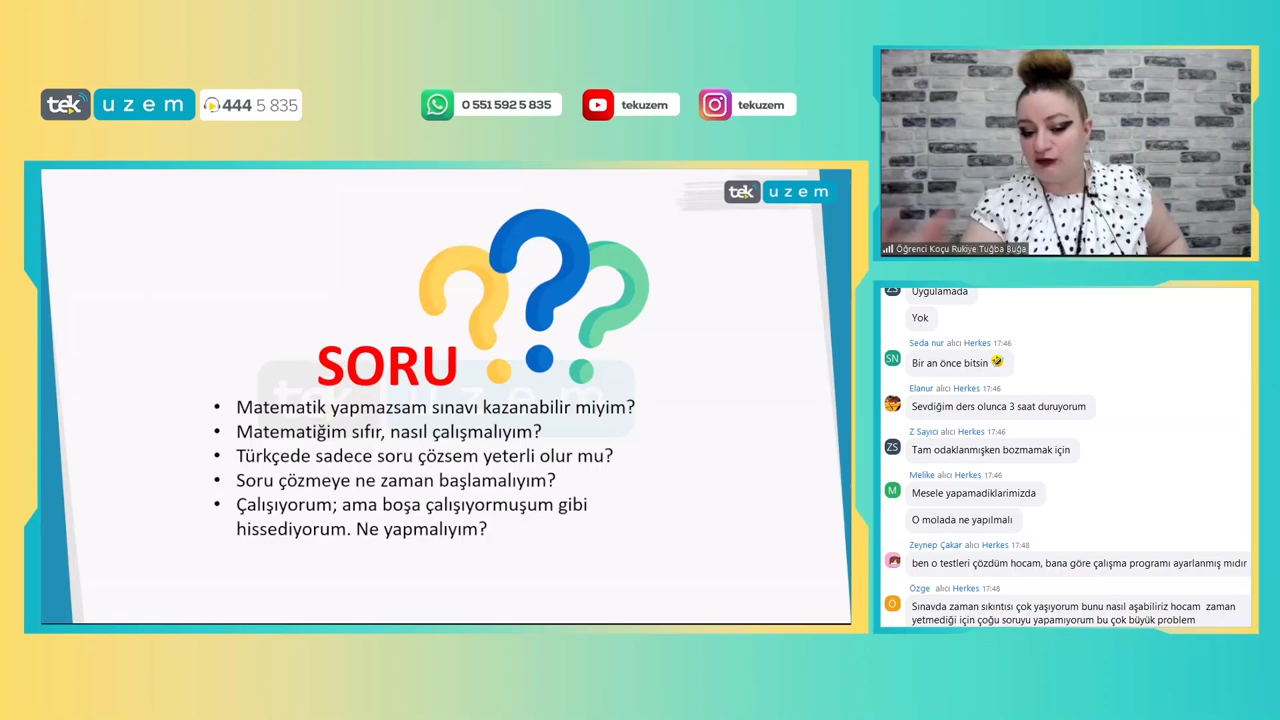 tek uzem 444 5 835
0 551 592 5 835
tekuzem
tekuzem
tek uzem
SORU
tek uzem
• Matematik yapmazsam sınavı kazanabilir miyim?
• Matematiğim sıfır, nasıl çalışmalıyım?
• Türkçede sadece soru çözsem yeterli olur mu?
• Soru çözmeye ne zaman başlamalıyım?
• Çalışıyorum; ama boşa çalışıyormuşum gibi
hissediyorum. Ne yapmalıyım?
Öğrenci Koçu Rukiye Tuğba Buğa
ZS
Uygulamada
Yok
Seda nur alıcı Herkes 17:46
SN
Bir an önce bitsin 🤣
Elanur alıcı Herkes 17:46
Sevdiğim ders olunca 3 saat duruyorum
Z Sayıcı alıcı Herkes 17:46
ZS
Tam odaklanmışken bozmamak için
Melike alıcı Herkes 17:46
M
Mesele yapamadiklarimizda
O molada ne yapılmalı
Zeynep Çakar alıcı Herkes 17:48
ben o testleri çözdüm hocam, bana göre çalışma programı ayarlanmış mıdır
Özge alıcı Herkes 17:48
Ö
Sınavda zaman sıkıntısı çok yaşıyorum bunu nasıl aşabiliriz hocam zaman
yetmediği için çoğu soruyu yapamıyorum bu çok büyük problem